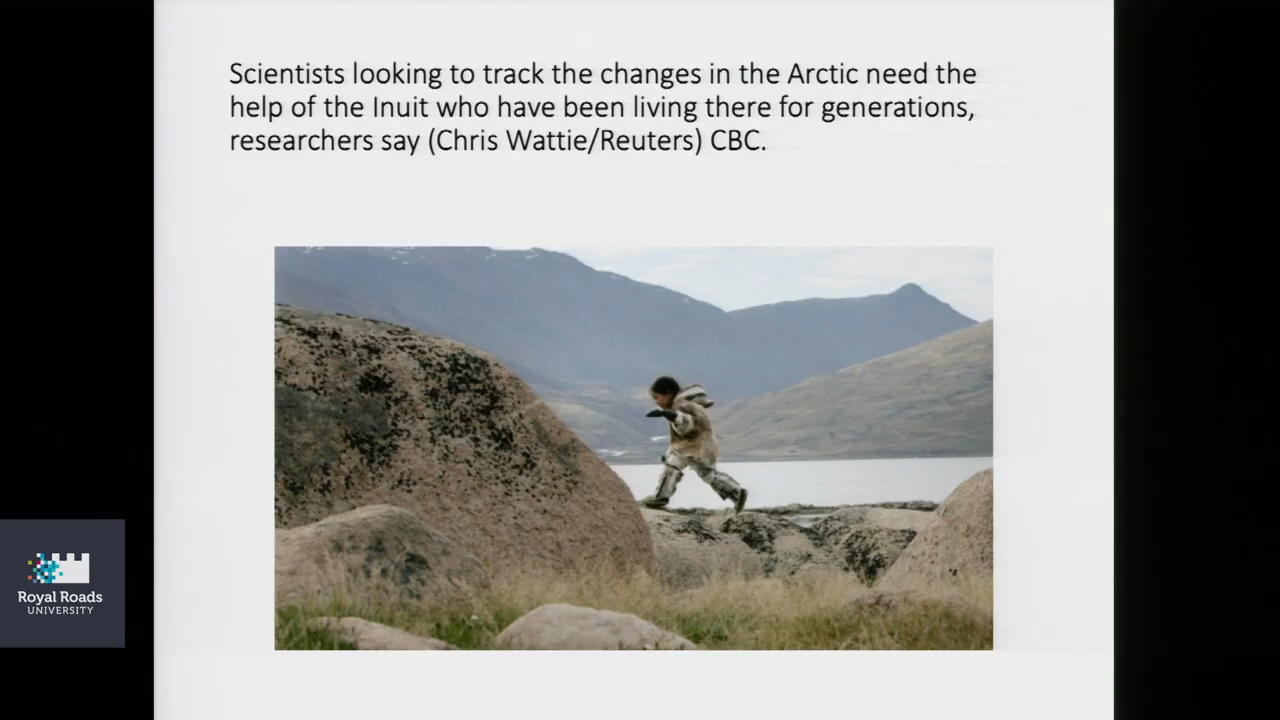 Scientists looking to track the changes in the Arctic need the
help of the Inuit who have been living there for generations,
researchers say (Chris Wattie/Reuters) CBC.
Royal Roads
UNIVERSITY